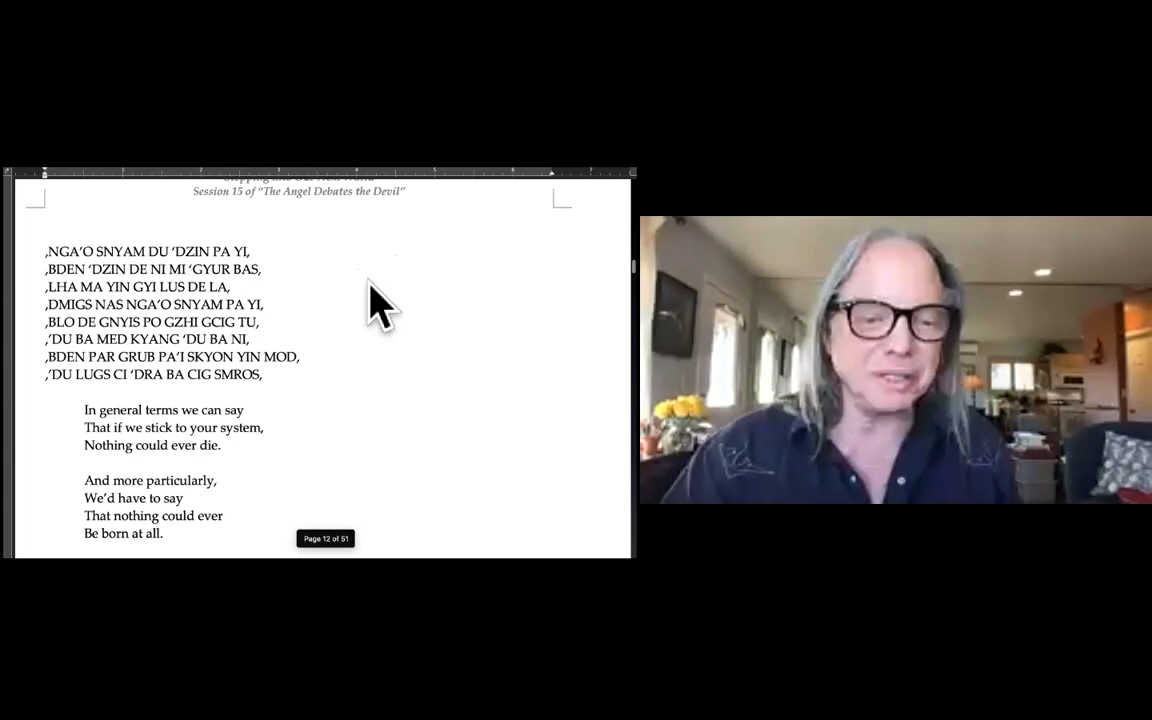 Session 15 of “The Angel Debates the Devil”
,NGA’O SNYAM DU ‘DZIN PA YI,
,BDEN ‘DZIN DE NI MI ‘GYUR BAS,
,LHA MA YIN GYI LUS DE LA,
,DMIGS NAS NGA’O SNYAM PA YI,
,BLO DE GNYIS PO GZHI GCIG TU,
,’DU BA MED KYANG ‘DU BA NI,
,BDEN PAR GRUB PA’I SKYON YIN MOD,
,’DU LUGS CI ‘DRA BA CIG SMROS,
In general terms we can say
That if we stick to your system,
Nothing could ever die.
And more particularly,
We’d have to say
That nothing could ever
Be born at all.
Page 12 of 51